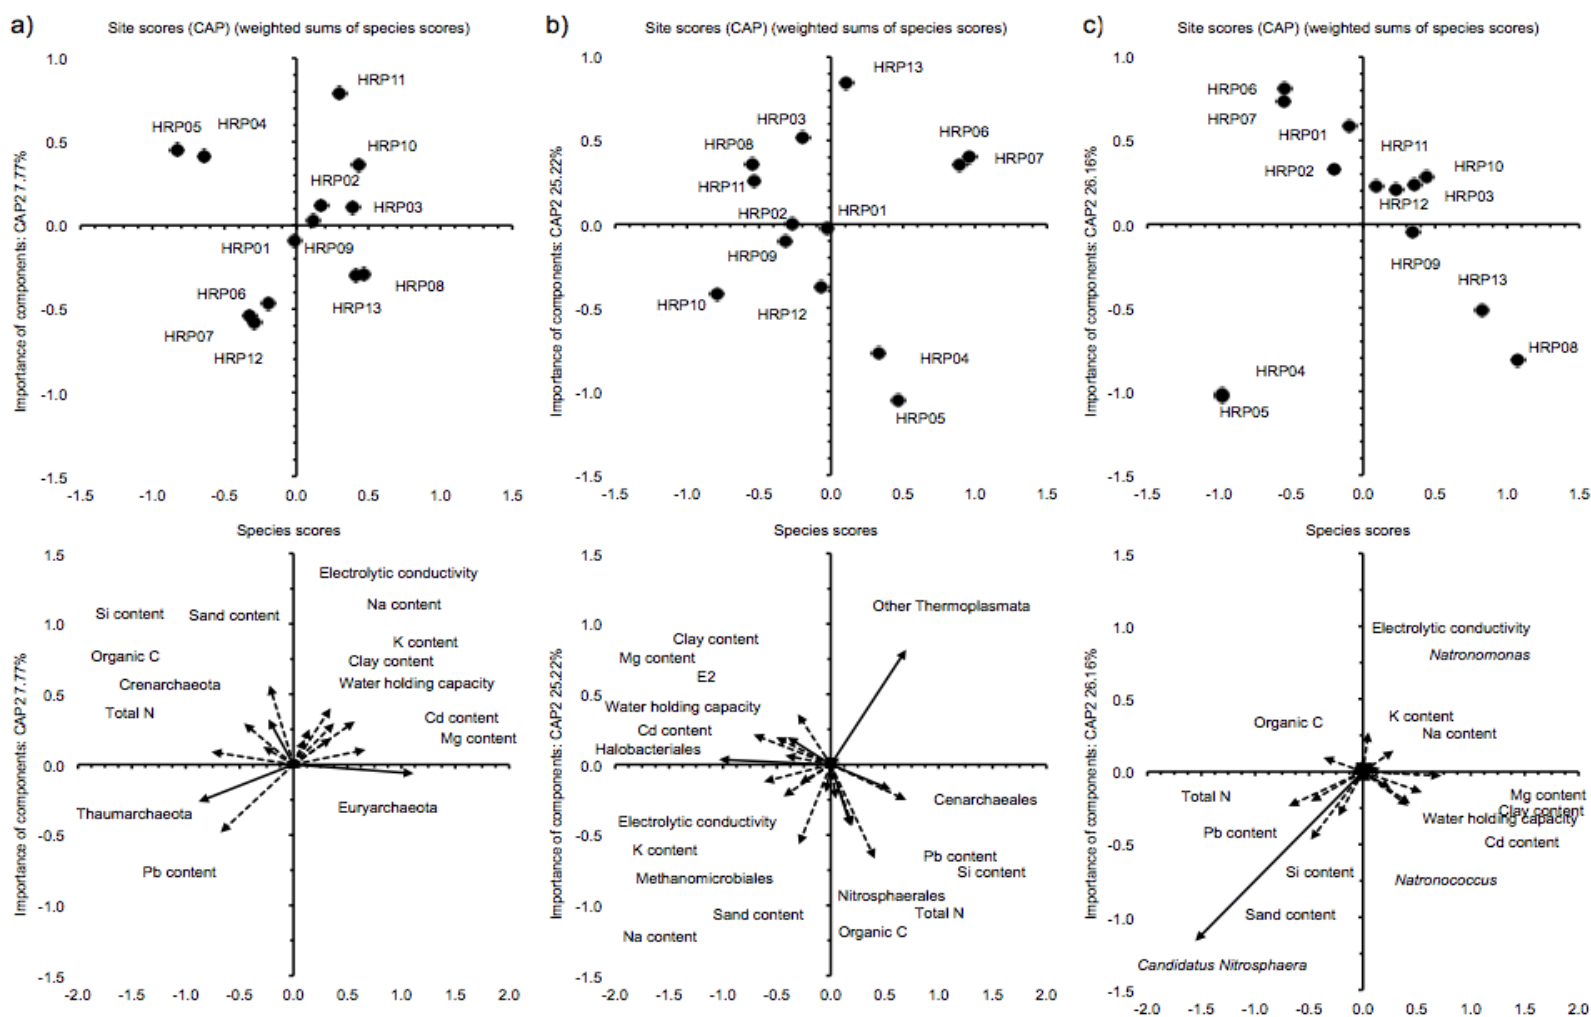 a)
Site scores (CAP) (weighted sums of species scores)
Importance of components: CAP2 27.77%
1.0
0.5
0.0
-0.5
-1.0
-1.5
-1.5 -1.0 -0.5 0.0 0.5 1.0 1.5
HRP11
HRP05 HRP04
HRP10
HRP02
HRP03
HRP01 HRP09
HRP06
HRP08
HRP13
HRP07
HRP12
b)
Site scores (CAP) (weighted sums of species scores)
Importance of components: CAP2 25.22%
1.0
0.5
0.0
-0.5
-1.0
-1.5
-1.5 -1.0 -0.5 0.0 0.5 1.0 1.5
HRP13
HRP03
HRP06
HRP08
HRP07
HRP11
HRP02 HRP01
HRP09
HRP10
HRP12
HRP04
HRP05
c)
Site scores (CAP) (weighted sums of species scores)
Importance of components: CAP2 26.16%
1.0
0.5
0.0
-0.5
-1.0
-1.5
-1.5 -1.0 -0.5 0.0 0.5 1.0 1.5
HRP06
HRP07
HRP01
HRP11
HRP02
HRP10
HRP12 HRP03
HRP09
HRP13
HRP08
HRP04
HRP05
Species scores
Importance of components: CAP2 27.77%
1.5
1.0
0.5
0.0
-0.5
-1.0
-1.5
-2.0 -1.5 -1.0 -0.5 0.0 0.5 1.0 1.5 2.0
Electrolytic conductivity
Na content
Si content
Sand content
K content
Organic C
Clay content
Crenarchaeota
Water holding capacity
Total N
Cd content
Mg content
Thaumarchaeota
Euryarchaeota
Pb content
Species scores
Importance of components: CAP2 25.22%
1.5
1.0
0.5
0.0
-0.5
-1.0
-1.5
-2.0 -1.5 -1.0 -0.5 0.0 0.5 1.0 1.5 2.0
Other Thermoplasmata
Clay content
Mg content
E2
Water holding capacity
Cd content
Halobacteriales
Cenarchaeales
Electrolytic conductivity
K content
Pb content
Si content
Methanomicrobiales
Nitrosphaerales
Sand content
Total N
Organic C
Na content
Species scores
Importance of components: CAP2 26.16%
1.5
1.0
0.5
0.0
-0.5
-1.0
-1.5
-2.0 -1.5 -1.0 -0.5 0.0 0.5 1.0 1.5 2.0
Electrolytic conductivity
Natronomonas
Organic C
K content
Na content
Total N
Mg content
Clay content
Water holding capacity
Pb content
Cd content
Si content
Natronococcus
Sand content
Candidatus Nitrosphaera